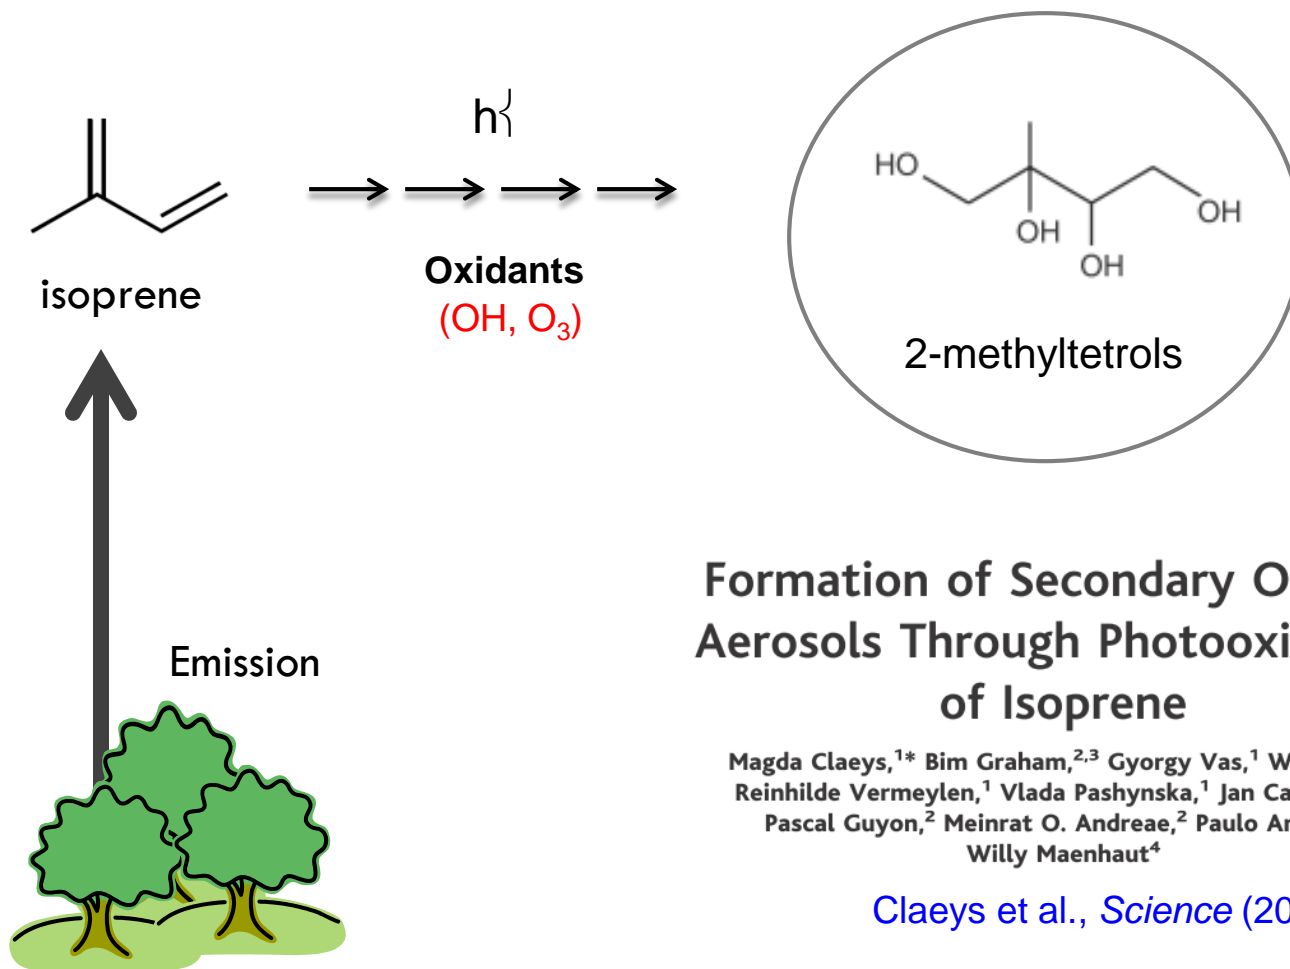 h
HO
OH
OH
OH
isoprene
Oxidants
(OH, O₃)
2-methyltetrols
Emission
Formation of Secondary O
Aerosols Through Photooxi
of Isoprene
Magda Claeys,¹* Bim Graham,²,³ Gyorgy Vas,¹ W
Reinhilde Vermeylen,¹ Vlada Pashynska,¹ Jan Ca
Pascal Guyon,² Meinrat O. Andreae,² Paulo Ar
Willy Maenhaut⁴
Claeys et al., Science (20